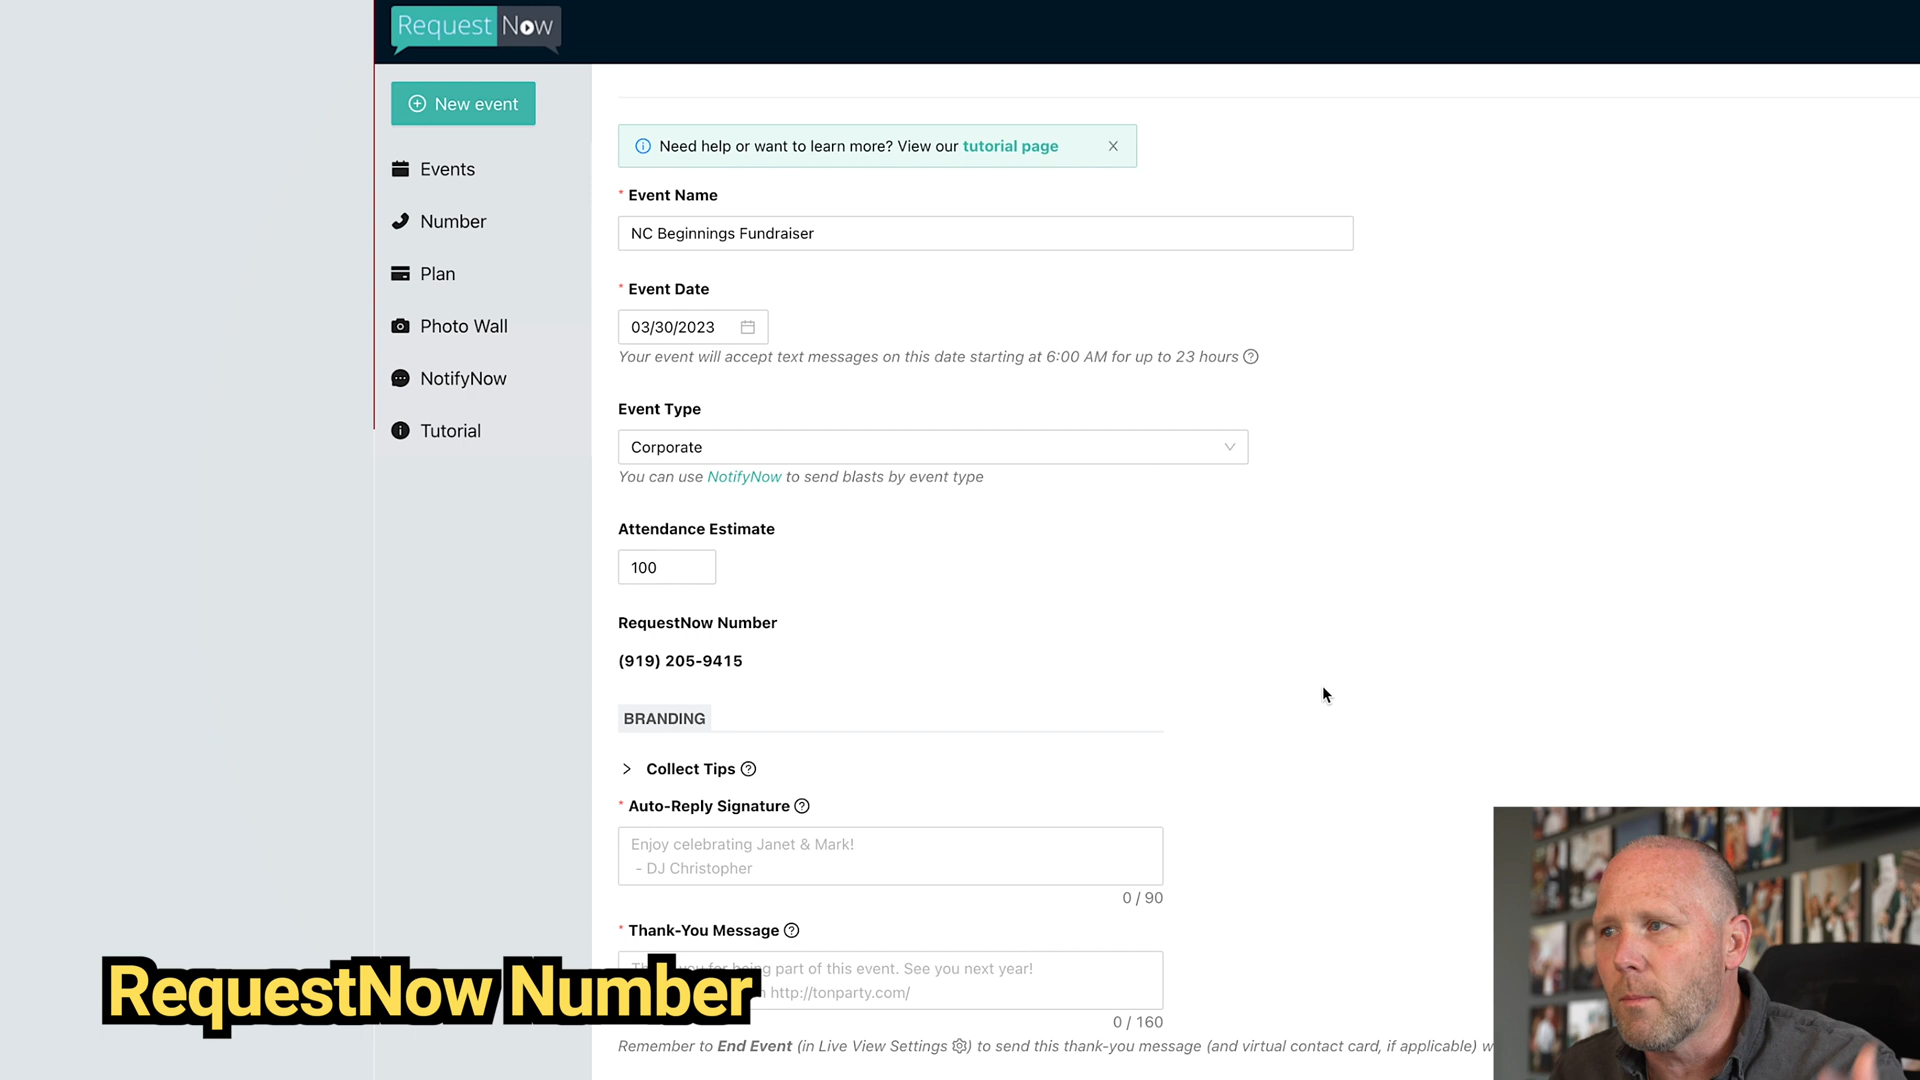 Request Now
New event
Events
Number
Plan
Photo Wall
NotifyNow
Tutorial
Need help or want to learn more? View our tutorial page
* Event Name
NC Beginnings Fundraiser
* Event Date
03/30/2023
Your event will accept text messages on this date starting at 6:00 AM for up to 23 hours
Event Type
Corporate
You can use NotifyNow to send blasts by event type
Attendance Estimate
100
RequestNow Number
(919) 205-9415
BRANDING
Collect Tips
* Auto-Reply Signature
Enjoy celebrating Janet & Mark!
- DJ Christopher
0 / 90
* Thank-You Message
for being part of this event. See you next year!
http://tonparty.com/
0 / 160
Remember to End Event (in Live View Settings) to send this thank-you message (and virtual contact card, if applicable)
RequestNow Number